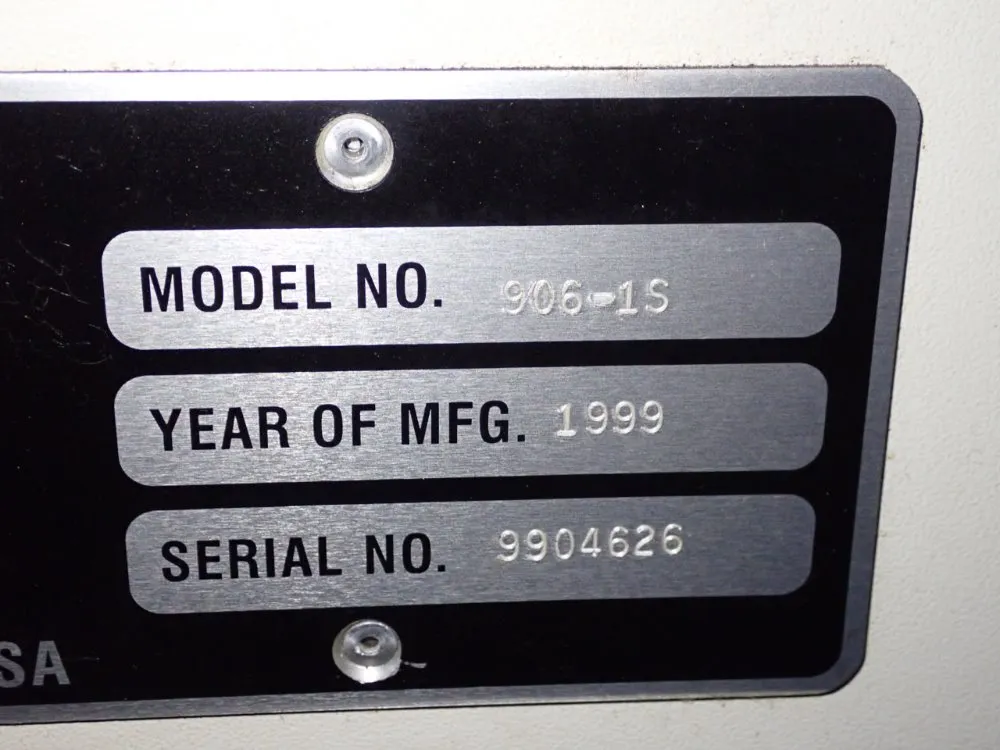 MODEL NO. 906-1S
YEAR OF MFG. 1999
SERIAL NO. 9904626
SA